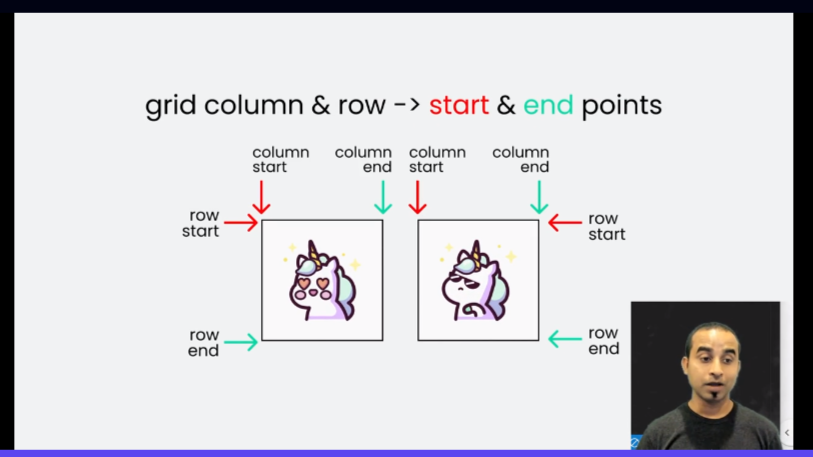 grid column & row -> start & end points
column
start
column
end
column
start
column
end
row
start
row
start
row
end
row
end